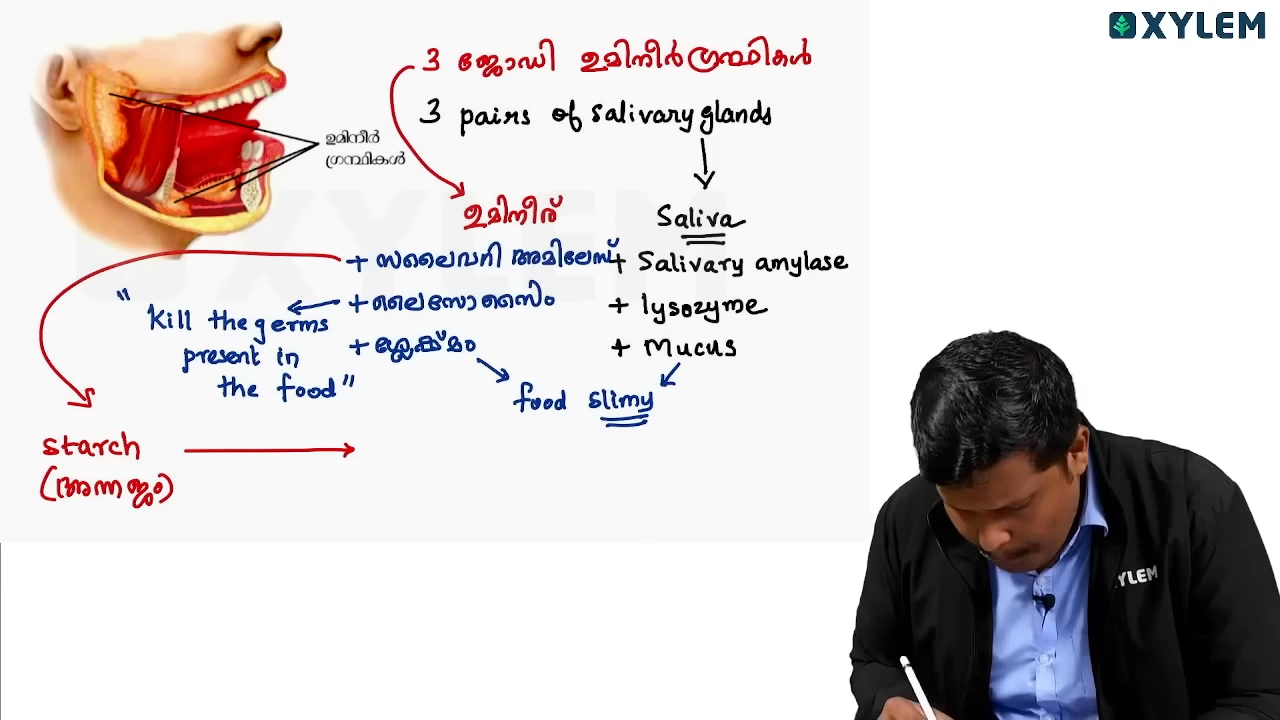 XYLEM
3 ജോഡി ഉമിനീർഗ്രന്ഥികൾ
3 pairs of salivary glands
ഉമിനീർ
ഗ്രന്ഥികൾ
ഉമിനീര് Saliva
+ സലൈവറി അമിലേസ് + Salivary amylase
+ ലൈസോസൈം + lysozyme
+ ശ്ലേഷ്മം + Mucus
"Kill the germs
present in
the food"
food slimy
starch
(അന്നജം)
XYLEM
YLEM